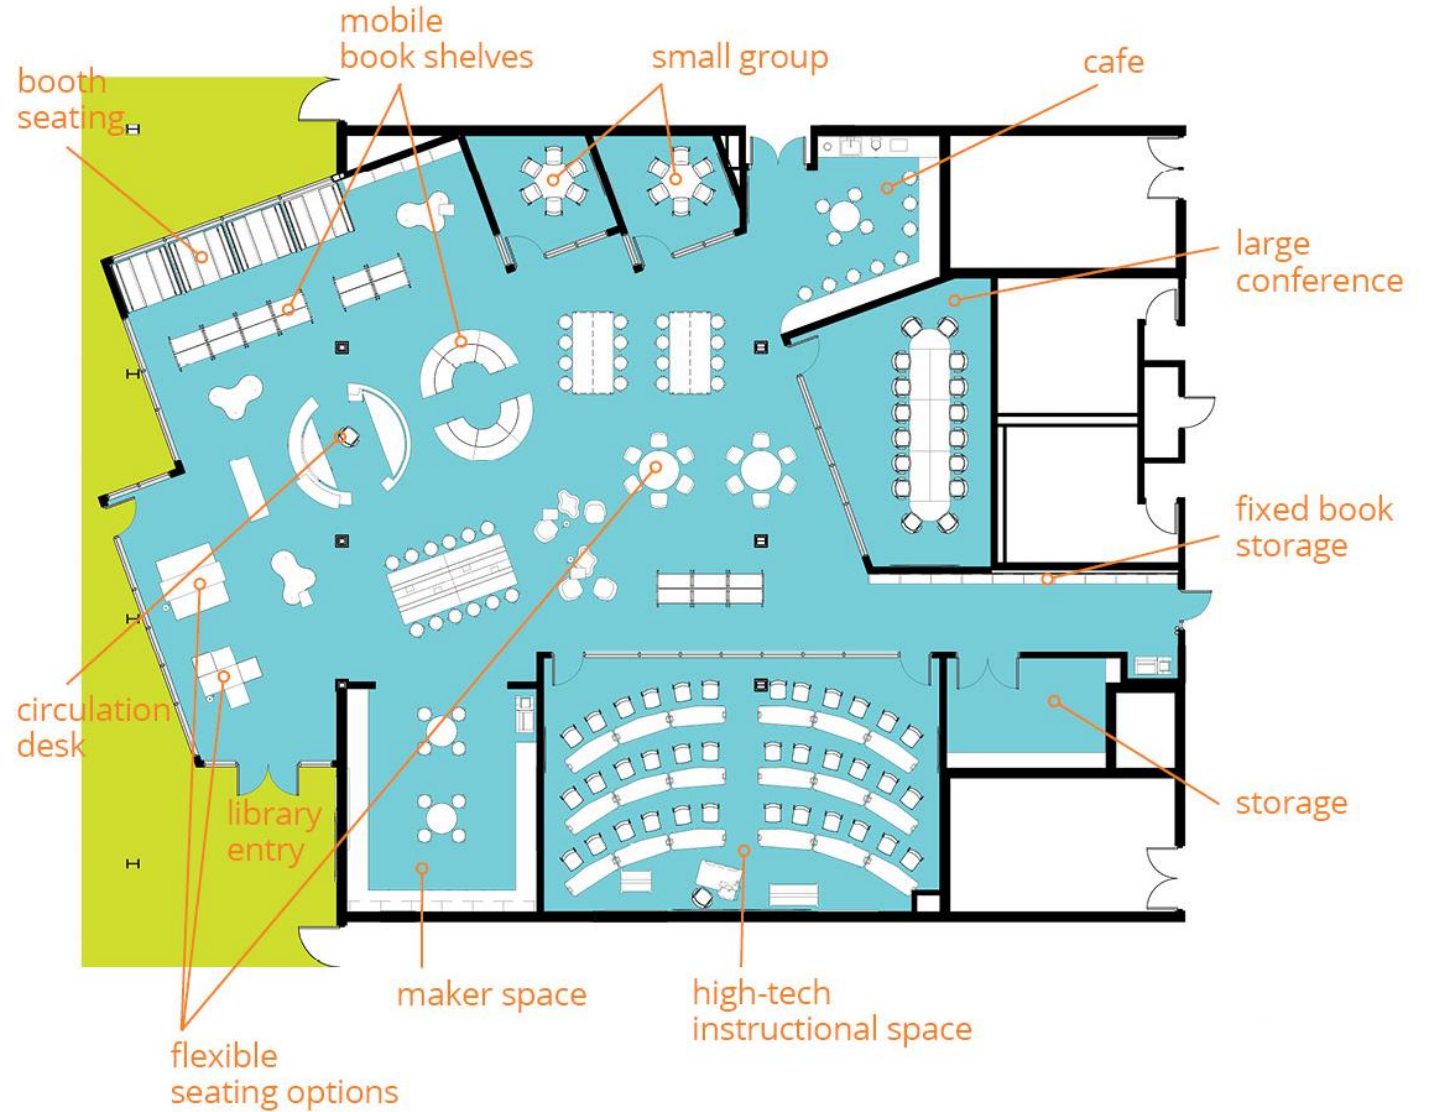 mobile
book shelves
small group
cafe
booth
seating
large
conference
fixed book
storage
circulation
desk
library
entry
storage
maker space
high-tech
instructional space
flexible
seating options